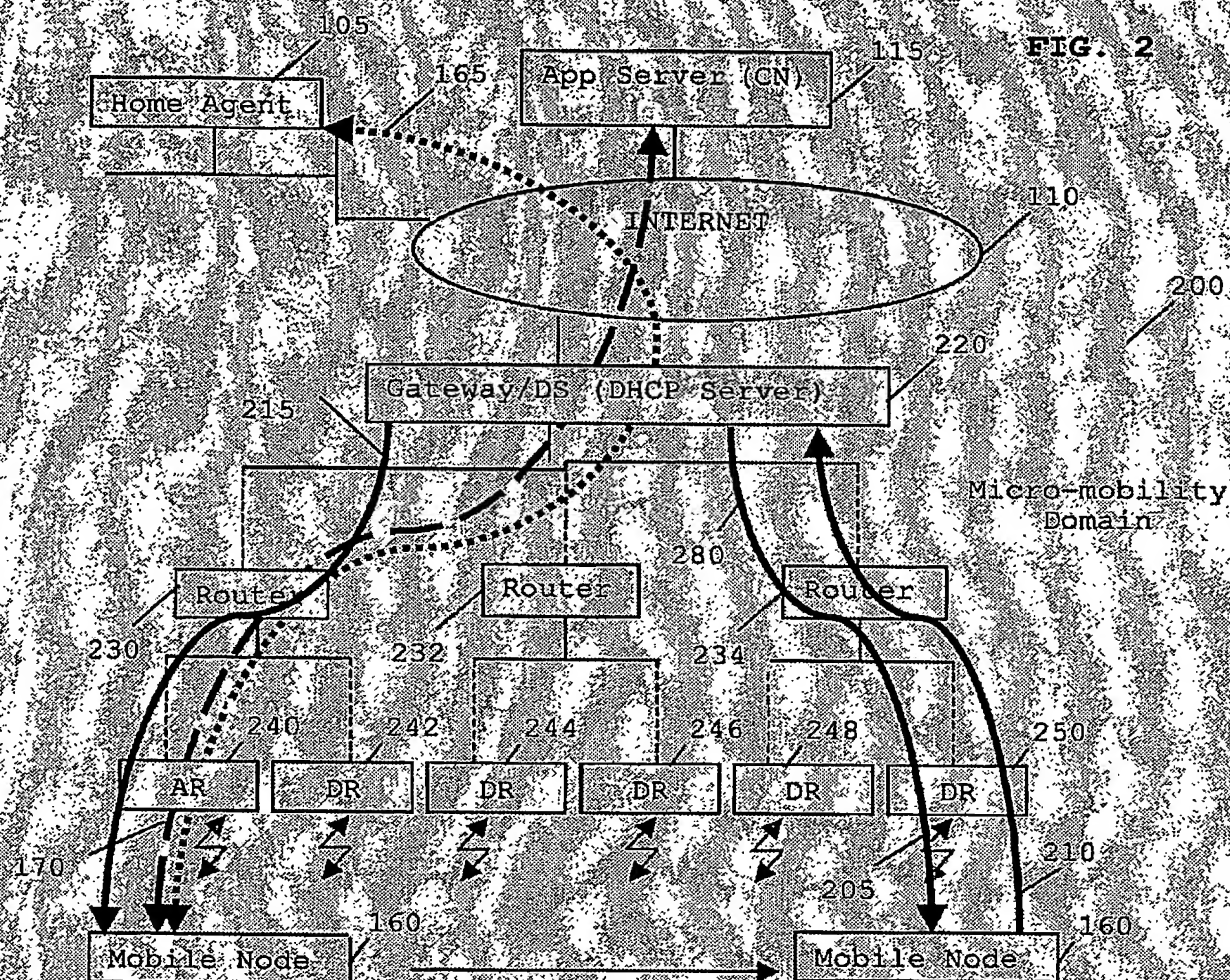 105
FIG. 2
165
App Server (CN)
115
Home Agent
110
INTERNET
200
220
Gateway/DS (DHCP Server)
215
Micro-mobility
Domain
280
Router
Router
Router
230
232
234
240
242
244
246
248
250
AR
DR
DR
DR
DR
DR
170
205
210
160
160
Mobile Node
Mobile Node